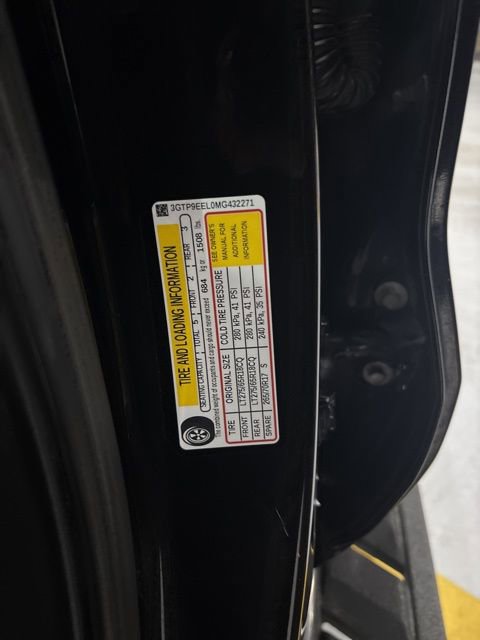 3GTP9EEL0MG432271
TIRE AND LOADING INFORMATION
SEATING CAPACITY TOTAL 5 FRONT 2 REAR 3
The combined weight of occupants and cargo should never exceed 684 kg or 1508 lbs.
TIRE ORIGINAL SIZE COLD TIRE PRESSURE
FRONT LT275/65R18CQ 280 kPa, 41 PSI
REAR LT275/65R18CQ 280 kPa, 41 PSI
SPARE 265/70R17 S 240 kPa, 35 PSI
SEE OWNER'S
MANUAL FOR
ADDITIONAL
INFORMATION